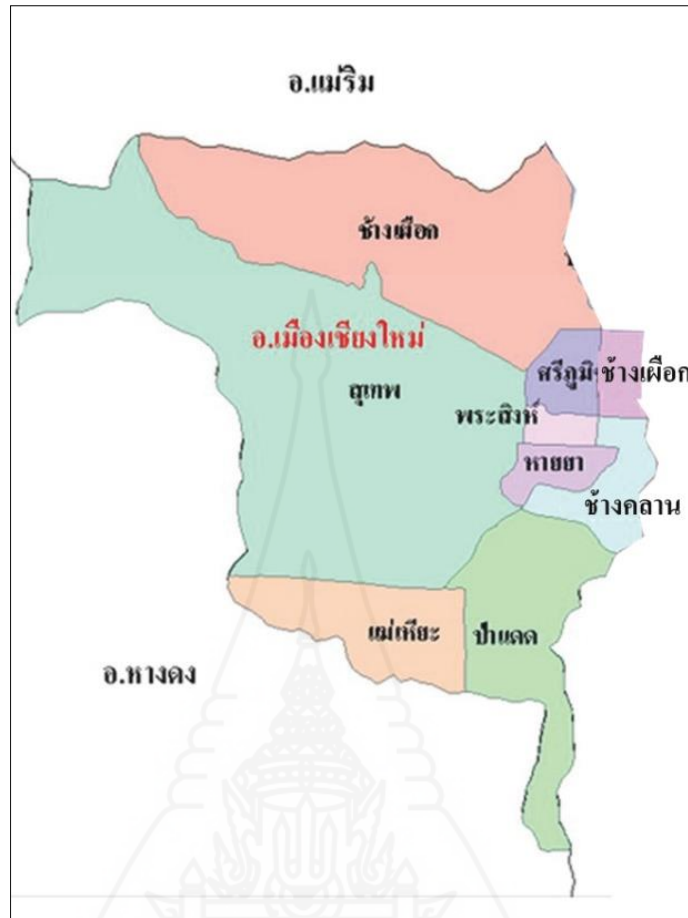 อ.แม่ริม
ช้างเผือก
อ.เมืองเชียงใหม่
สุเทพ
ศรีภูมิ
ช้างเผือก
พระสิงห์
หายยา
ช้างคลาน
แม่เหียะ
ป่าแดด
อ.หางดง